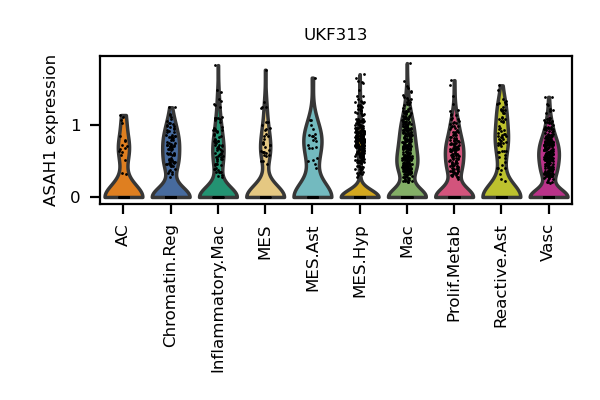 UKF313
ASAH1 expression
1
0
AC
Chromatin.Reg
Inflammatory.Mac
MES
MES.Ast
MES.Hyp
Mac
Prolif.Metab
Reactive.Ast
Vasc